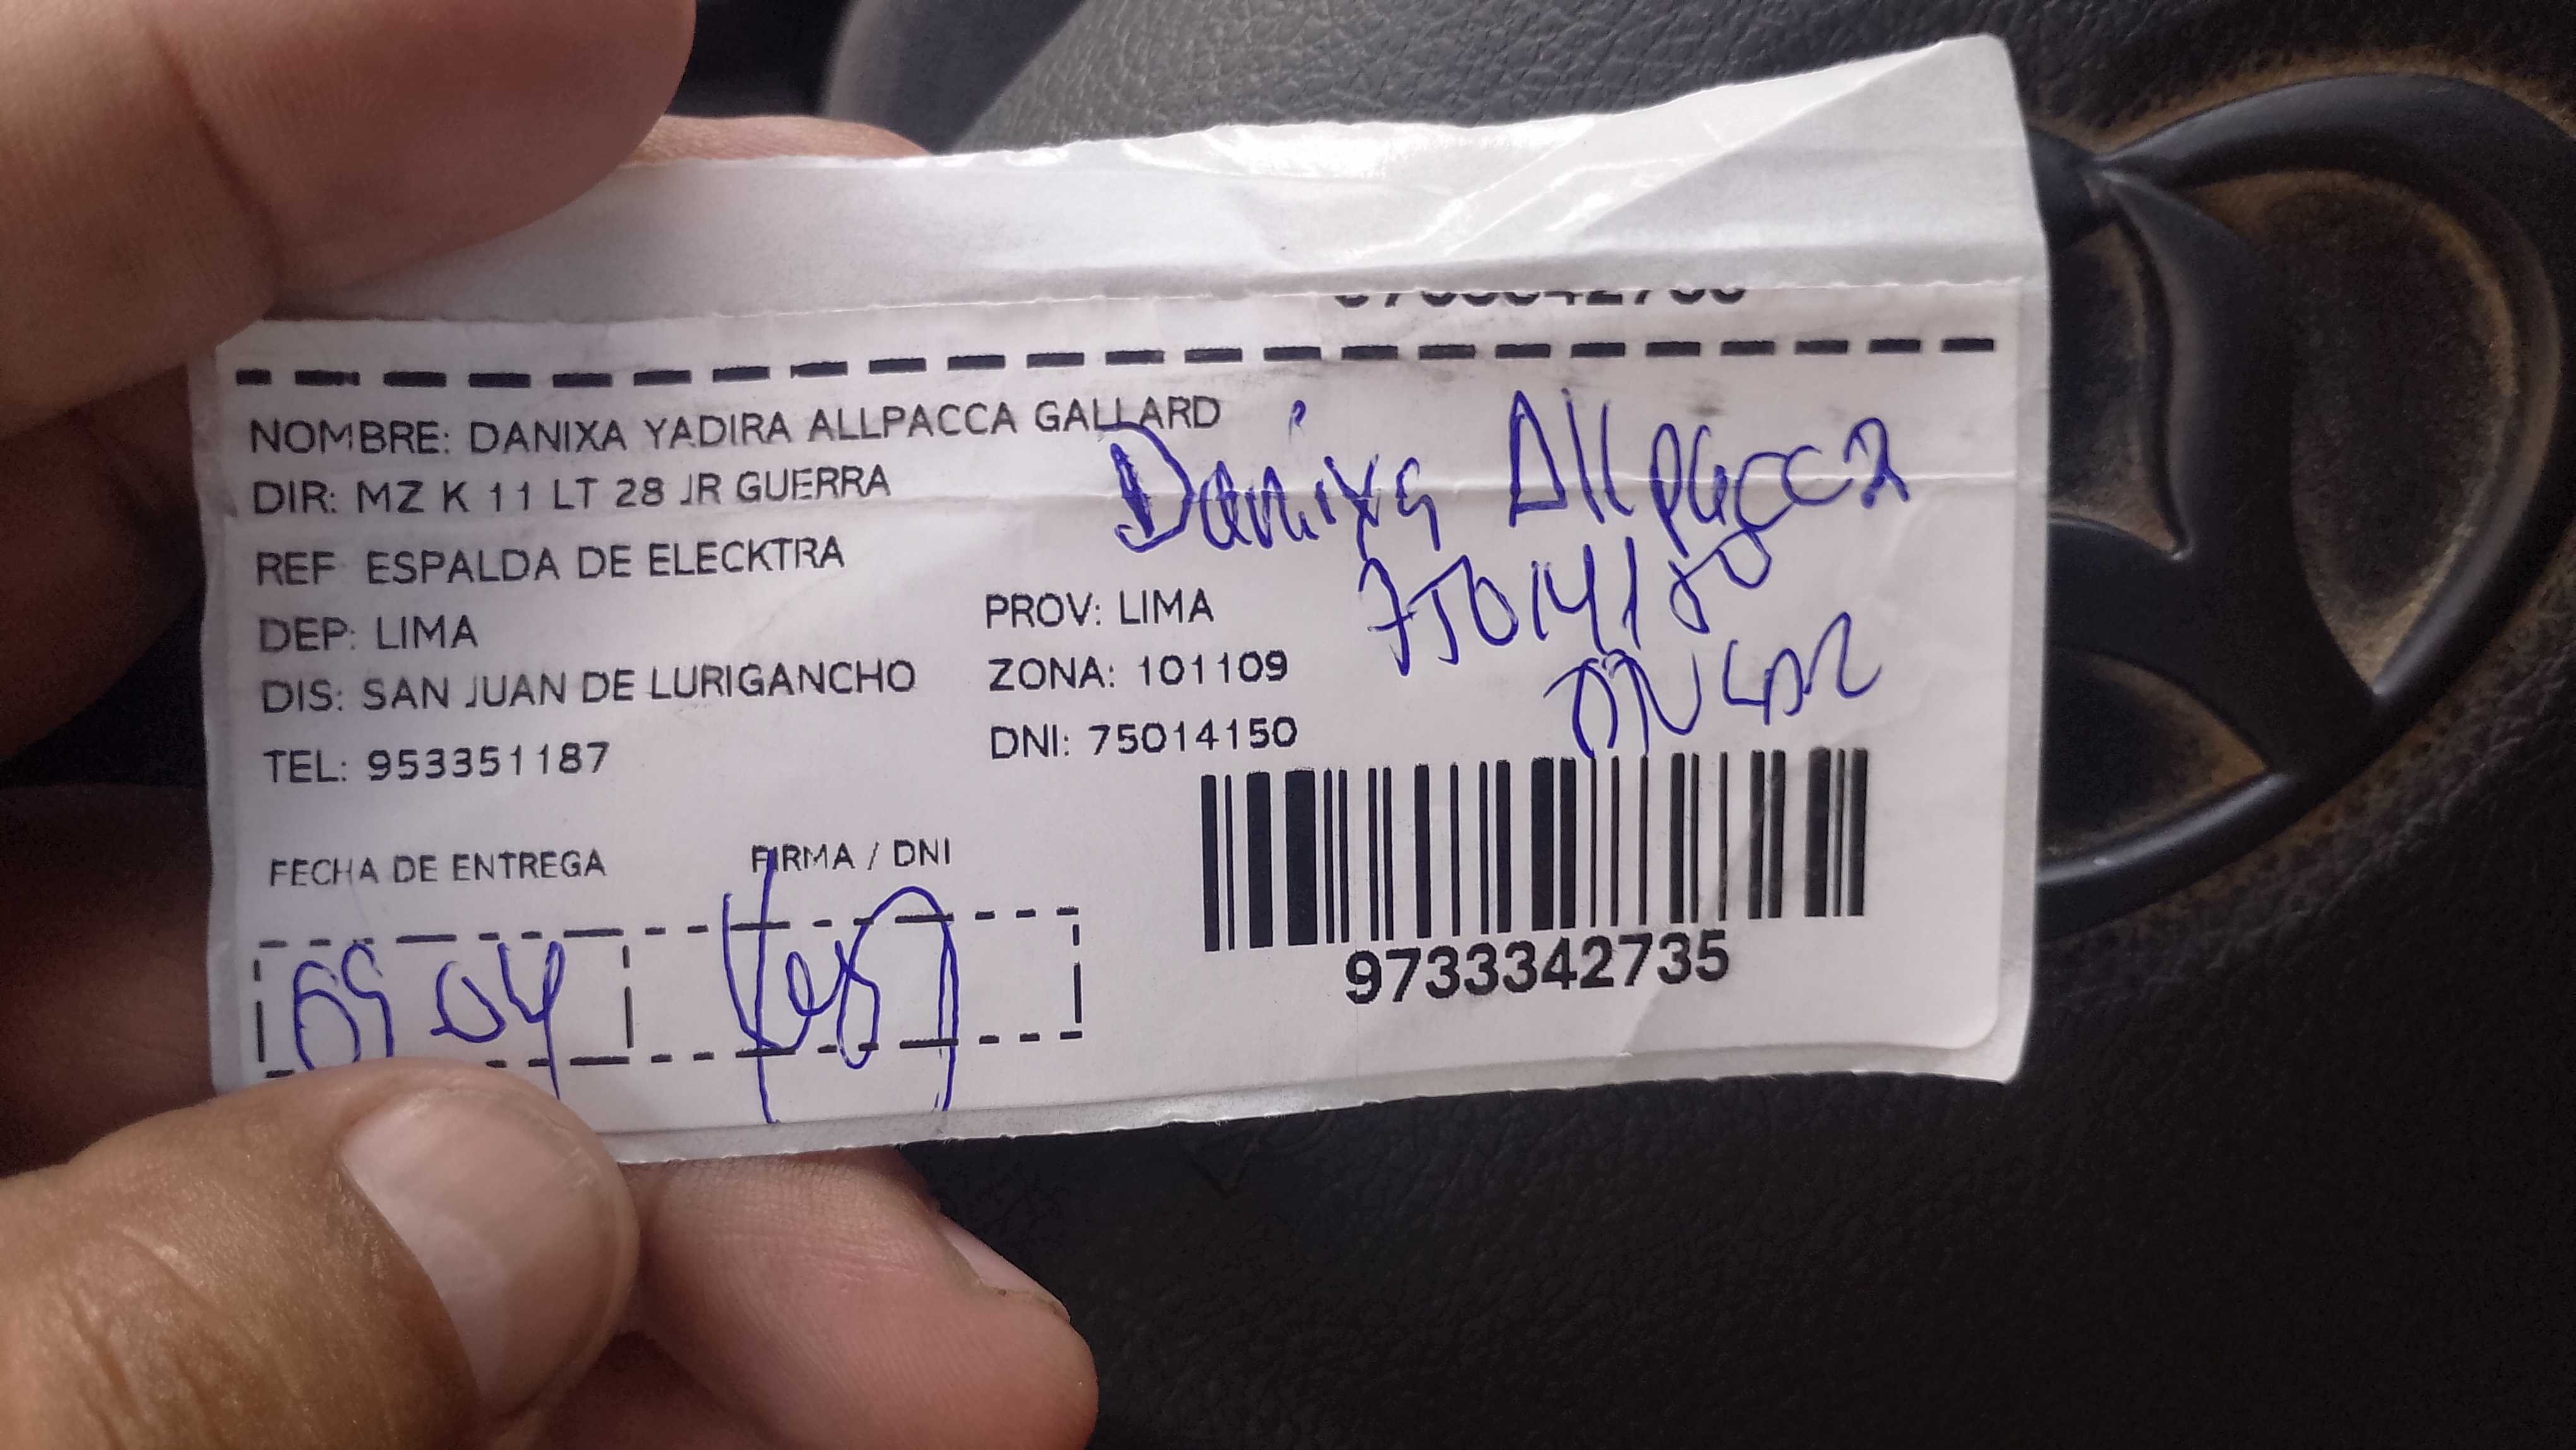 NOMBRE: DANIXA YADIRA ALLPACCA GALLARD
DIR: MZ K 11 LT 28 JR GUERRA
REF ESPALDA DE ELECKTRA
DEP: LIMA
PROV: LIMA
DIS: SAN JUAN DE LURIGANCHO
ZONA: 101109
TEL: 953351187
DNI: 75014150
Danixa Allpacca
75014150
FECHA DE ENTREGA
FIRMA / DNI
04
9733342735